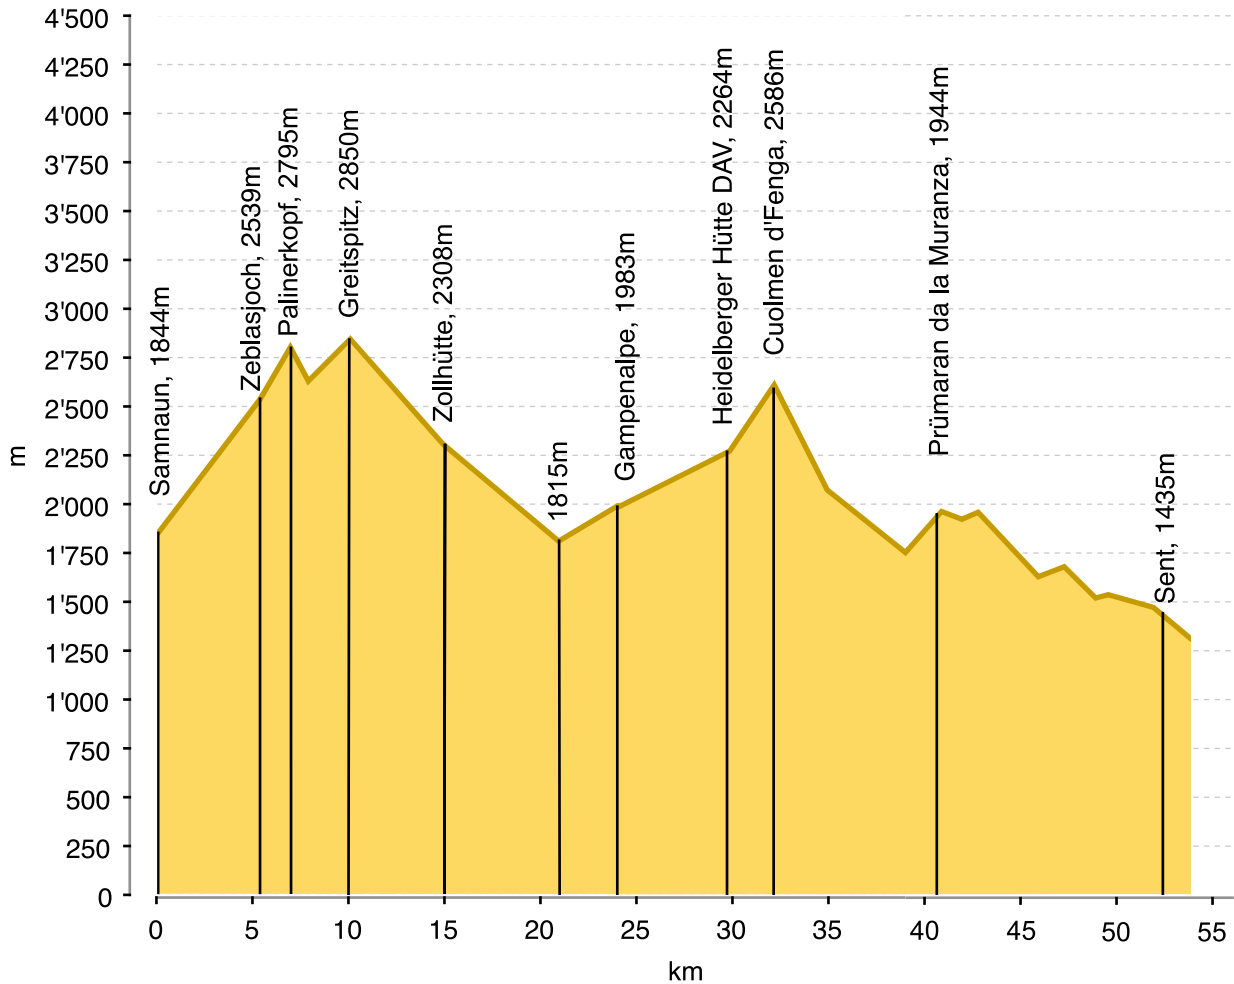 4'500
4'250
4'000
3'750
3'500
3'250
3'000
2'750
2'500
2'250
2'000
1'750
1'500
1'250
1'000
750
500
250
0
m
Samnaun, 1844m
Zeblasjoch, 2539m
Palinerkopf, 2795m
Greitspitz, 2850m
Zollhütte, 2308m
1815m
Gampenalpe, 1983m
Heidelberger Hütte DAV, 2264m
Cuolmen d'Fenga, 2586m
Prümaran da la Muranza, 1944m
Sent, 1435m
0 5 10 15 20 25 30 35 40 45 50 55
km